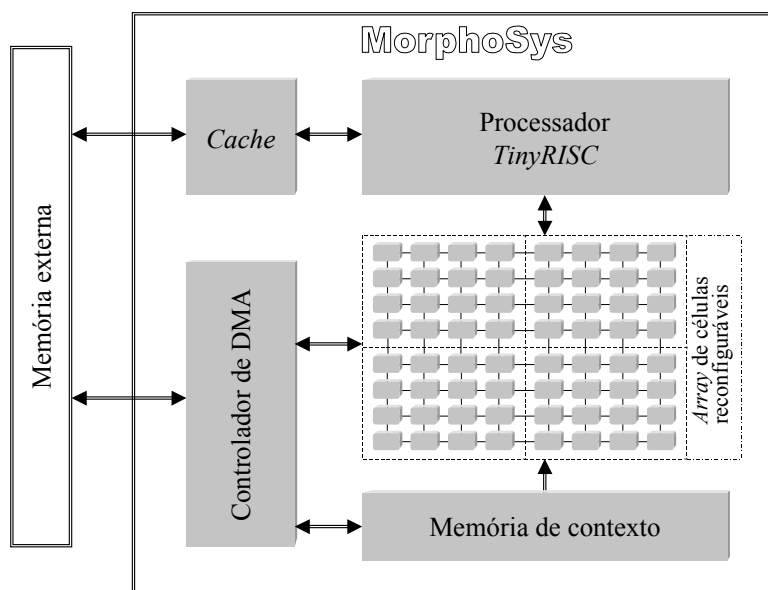 MorphoSys
Memória externa
Cache
Processador
TinyRISC
Controlador de DMA
Array de células
reconfiguráveis
Memória de contexto